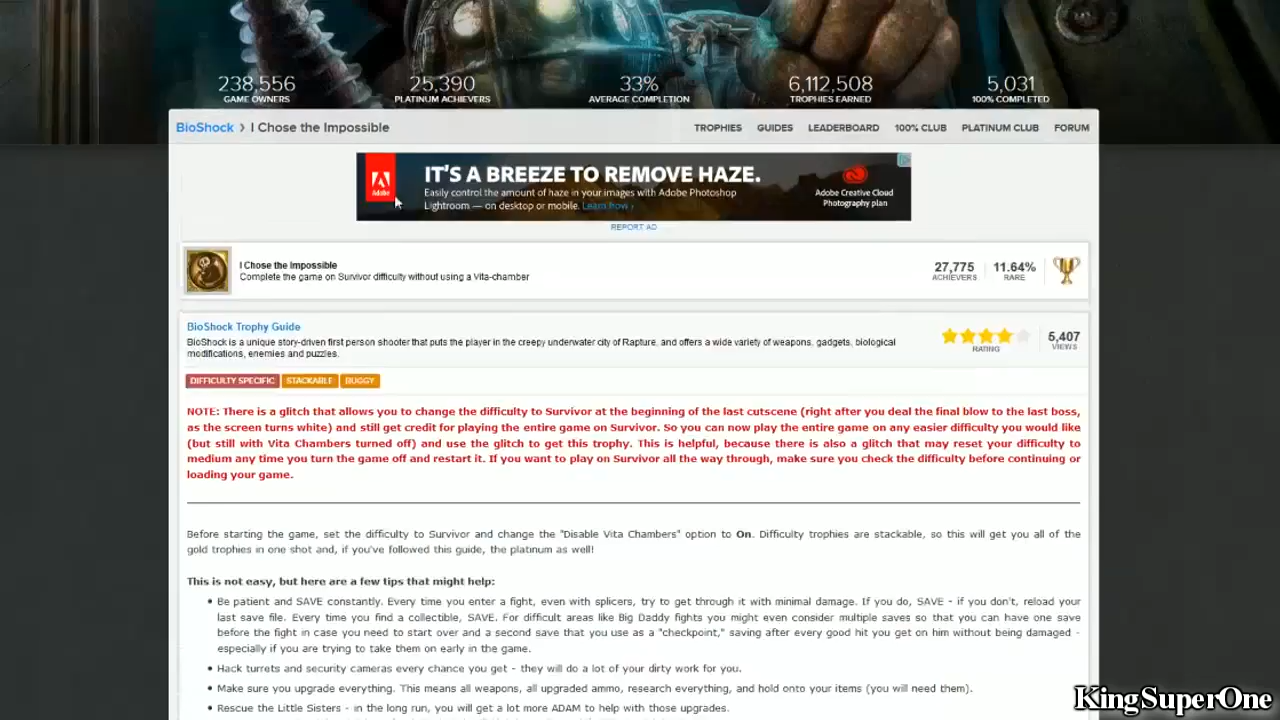 238,556 25,390 33% 6,112,508 5,031
GAME OWNERS PLATINUM ACHIEVERS AVERAGE COMPLETION TROPHIES EARNED 100% COMPLETED
BioShock › I Chose the Impossible TROPHIES GUIDES LEADERBOARD 100% CLUB PLATINUM CLUB FORUM
IT'S A BREEZE TO REMOVE HAZE.
Easily control the amount of haze in your images with Adobe Photoshop
Lightroom — on desktop or mobile. Learn how ›
Adobe
Adobe Creative Cloud
Photography plan
REPORT AD
I Chose the Impossible
Complete the game on Survivor difficulty without using a Vita-chamber
27,775 11.64%
ACHIEVERS RARE
BioShock Trophy Guide
BioShock is a unique story-driven first person shooter that puts the player in the creepy underwater city of Rapture, and offers a wide variety of weapons, gadgets, biological
modifications, enemies and puzzles.
RATING
5,407
VIEWS
DIFFICULTY SPECIFIC STACKABLE BUGGY
NOTE: There is a glitch that allows you to change the difficulty to Survivor at the beginning of the last cutscene (right after you deal the final blow to the last boss,
as the screen turns white) and still get credit for playing the entire game on Survivor. So you can now play the entire game on any easier difficulty you would like
(but still with Vita Chambers turned off) and use the glitch to get this trophy. This is helpful, because there is also a glitch that may reset your difficulty to
medium any time you turn the game off and restart it. If you want to play on Survivor all the way through, make sure you check the difficulty before continuing or
loading your game.
Before starting the game, set the difficulty to Survivor and change the "Disable Vita Chambers" option to On. Difficulty trophies are stackable, so this will get you all of the
gold trophies in one shot and, if you've followed this guide, the platinum as well!
This is not easy, but here are a few tips that might help:
• Be patient and SAVE constantly. Every time you enter a fight, even with splicers, try to get through it with minimal damage. If you do, SAVE - if you don't, reload your
last save file. Every time you find a collectible, SAVE. For difficult areas like Big Daddy fights you might even consider multiple saves so that you can have one save
before the fight in case you need to start over and a second save that you use as a "checkpoint," saving after every good hit you get on him without being damaged -
especially if you are trying to take them on early in the game.
• Hack turrets and security cameras every chance you get - they will do a lot of your dirty work for you.
• Make sure you upgrade everything. This means all weapons, all upgraded ammo, research everything, and hold onto your items (you will need them).
• Rescue the Little Sisters - in the long run, you will get a lot more ADAM to help with those upgrades.
KingSuperOne